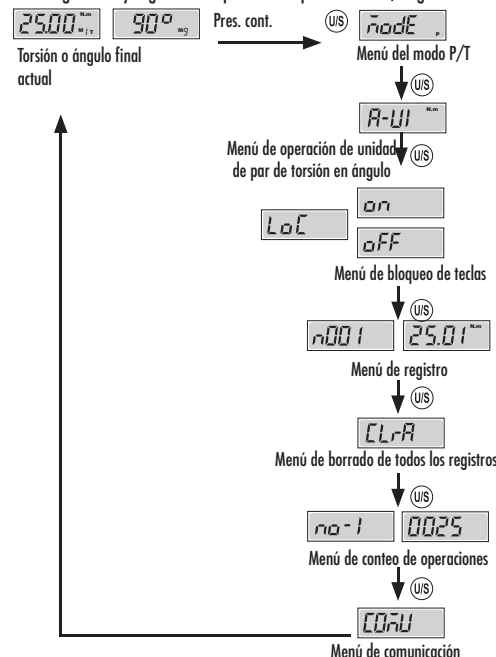 25.00 N.m M/T 90° Mg Pres. cont. U/S modE P
Torsión o ángulo final
actual
Menú del modo P/T
U/S
A-UI N.m
Menú de operación de unidad
de par de torsión en ángulo
U/S
LoC on
oFF
Menú de bloqueo de teclas
U/S
n001 25.01 N.m
Menú de registro
U/S
CLrA
Menú de borrado de todos los registros
U/S
no-1 0025
Menú de conteo de operaciones
U/S
COMU
Menú de comunicación